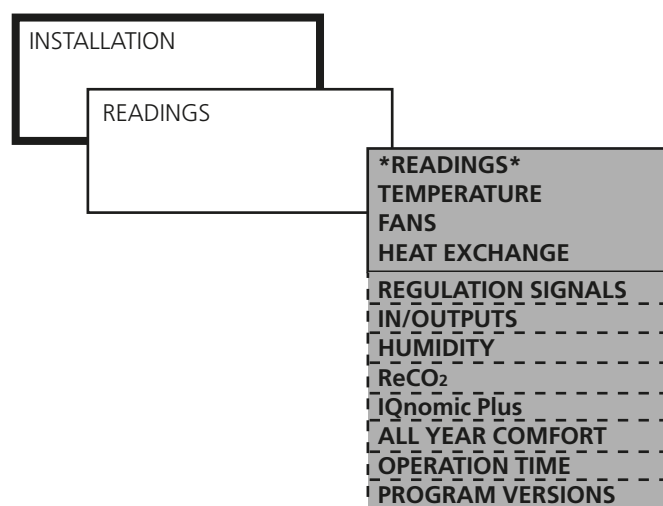 INSTALLATION
READINGS
*READINGS*
TEMPERATURE
FANS
HEAT EXCHANGE
REGULATION SIGNALS
IN/OUTPUTS
HUMIDITY
ReCO₂
IQnomic Plus
ALL YEAR COMFORT
OPERATION TIME
PROGRAM VERSIONS